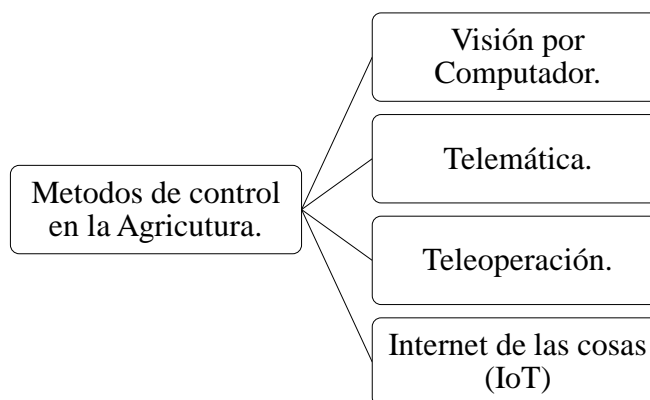 Visión por
Computador.
Telemática.
Metodos de control
en la Agricutura.
Teleoperación.
Internet de las cosas
(IoT)